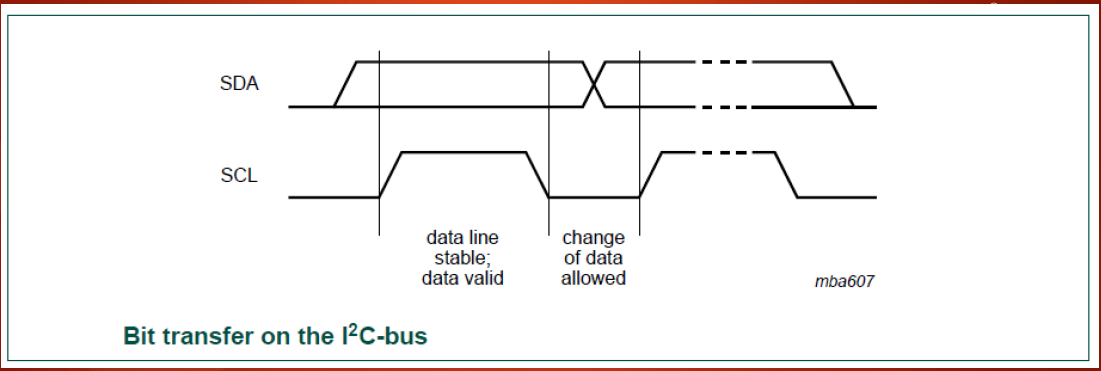 SDA
SCL
data line
stable;
data valid
change
of data
allowed
mba607
Bit transfer on the I²C-bus